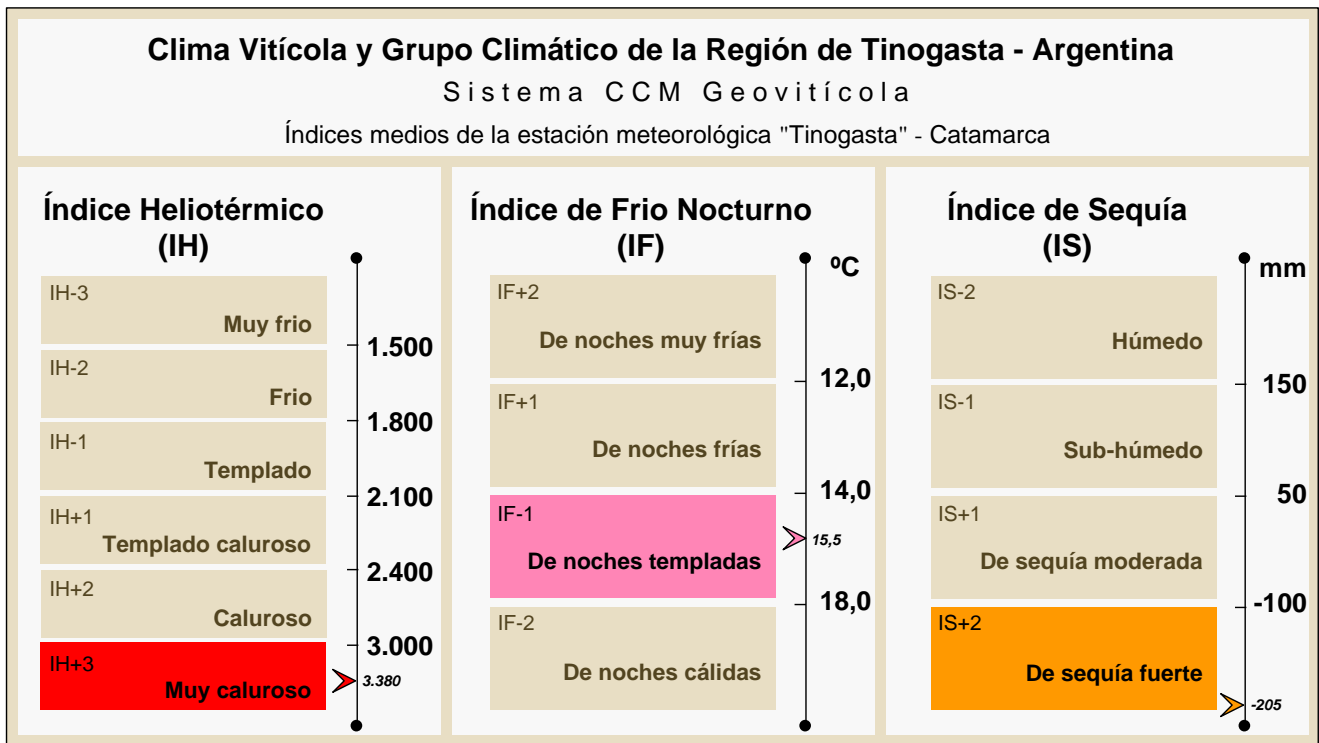 Clima Vitícola y Grupo Climático de la Región de Tinogasta - Argentina
Sistema CCM Geovitícola
Índices medios de la estación meteorológica "Tinogasta" - Catamarca
Índice Heliotérmico
(IH)
IH-3
Muy frio
1.500
IH-2
Frio
1.800
IH-1
Templado
2.100
IH+1
Templado caluroso
2.400
IH+2
Caluroso
3.000
IH+3
Muy caluroso
3.380
Índice de Frio Nocturno
(IF)
ºC
IF+2
De noches muy frías
12,0
IF+1
De noches frías
14,0
IF-1
De noches templadas
15,5
18,0
IF-2
De noches cálidas
Índice de Sequía
(IS)
mm
IS-2
Húmedo
150
IS-1
Sub-húmedo
50
IS+1
De sequía moderada
-100
IS+2
De sequía fuerte
-205